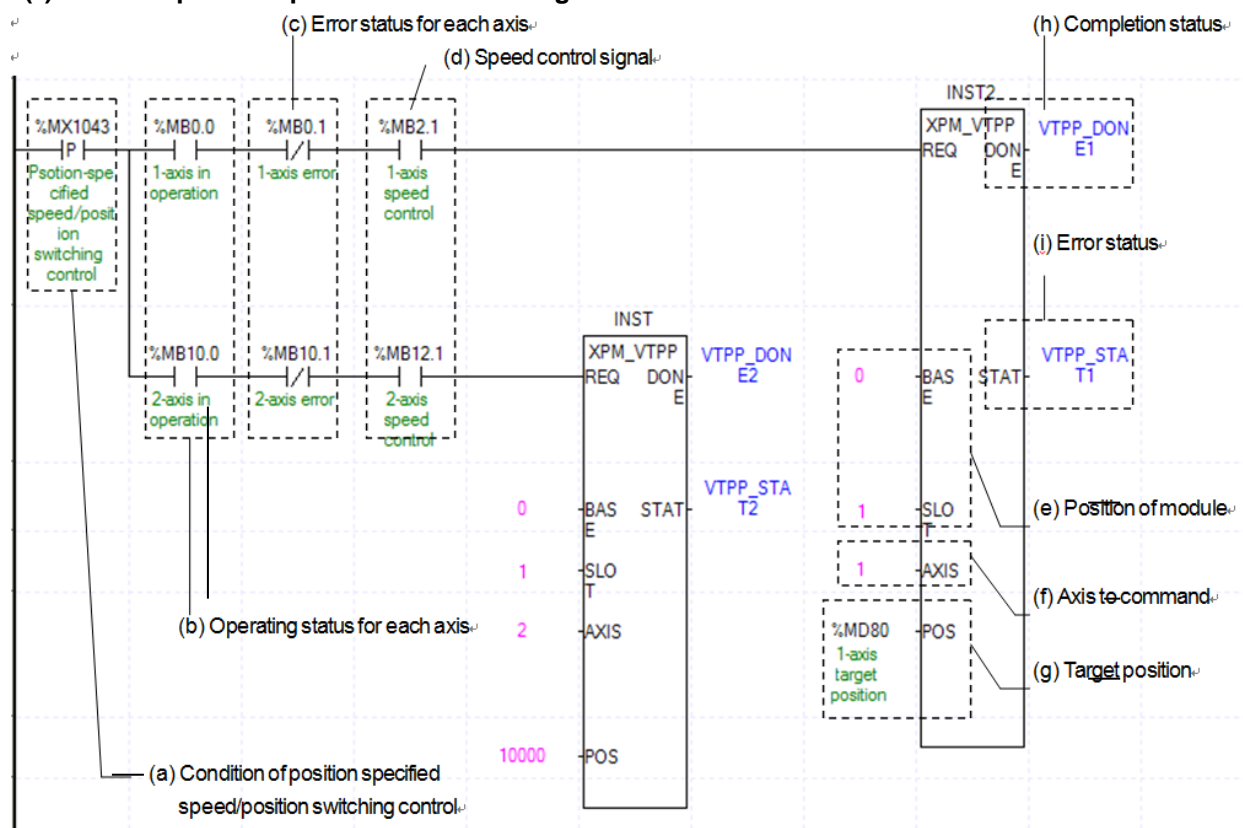 (c) Error status for each axis
(h) Completion status
(d) Speed control signal
INST2
%MX1043
%MB0.0
%MB0.1
%MB2.1
XPM_VTPP
VTPP_DON
E1
P
REQ
DON
E
Psotion-spe
cified
speed/posit
ion
switching
control
1-axis in
operation
1-axis error
1-axis
speed
control
(i) Error status
INST
%MB10.0
%MB10.1
%MB12.1
XPM_VTPP
VTPP_DON
E2
VTPP_STA
T1
REQ
DON
E
0
BAS
E
STAT
2-axis in
operation
2-axis error
2-axis
speed
control
VTPP_STA
T2
0
BAS
E
STAT
1
SLO
T
(e) Position of module
1
SLO
T
1
AXIS
(f) Axis to command
(b) Operating status for each axis
2
AXIS
%MD80
POS
1-axis
target
position
(g) Target position
10000
POS
(a) Condition of position specified
speed/position switching control